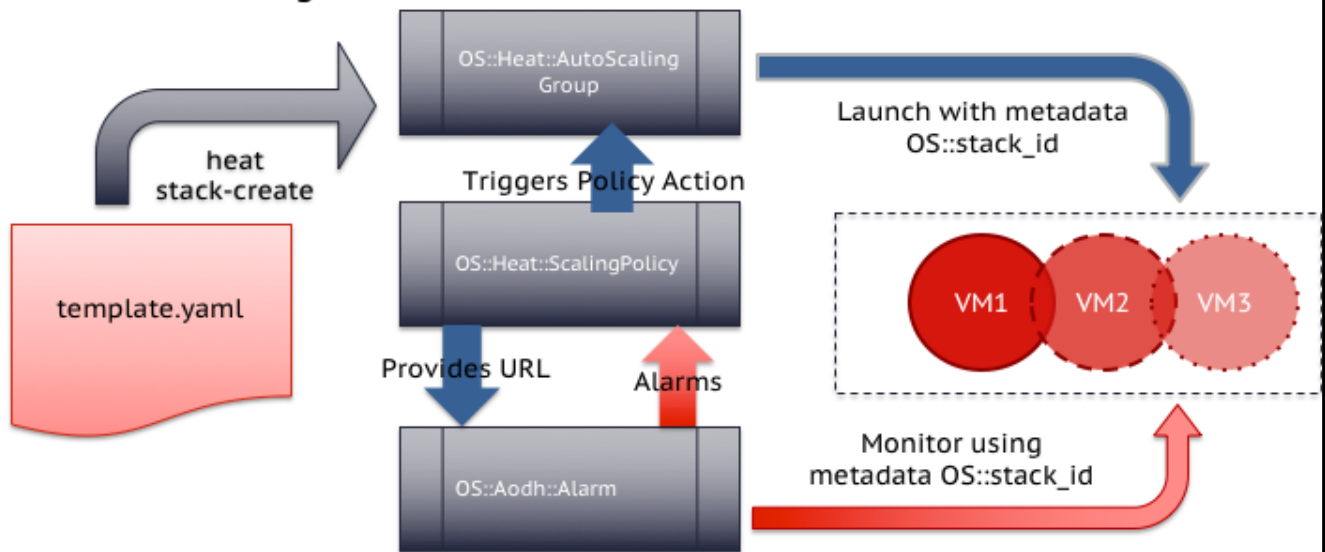 OS::Heat::AutoScaling
Group
Launch with metadata
OS::stack_id
heat
stack-create
Triggers Policy Action
OS::Heat::ScalingPolicy
template.yaml
VM1 VM2 VM3
Provides URL
Alarms
Monitor using
metadata OS::stack_id
OS::Aodh::Alarm